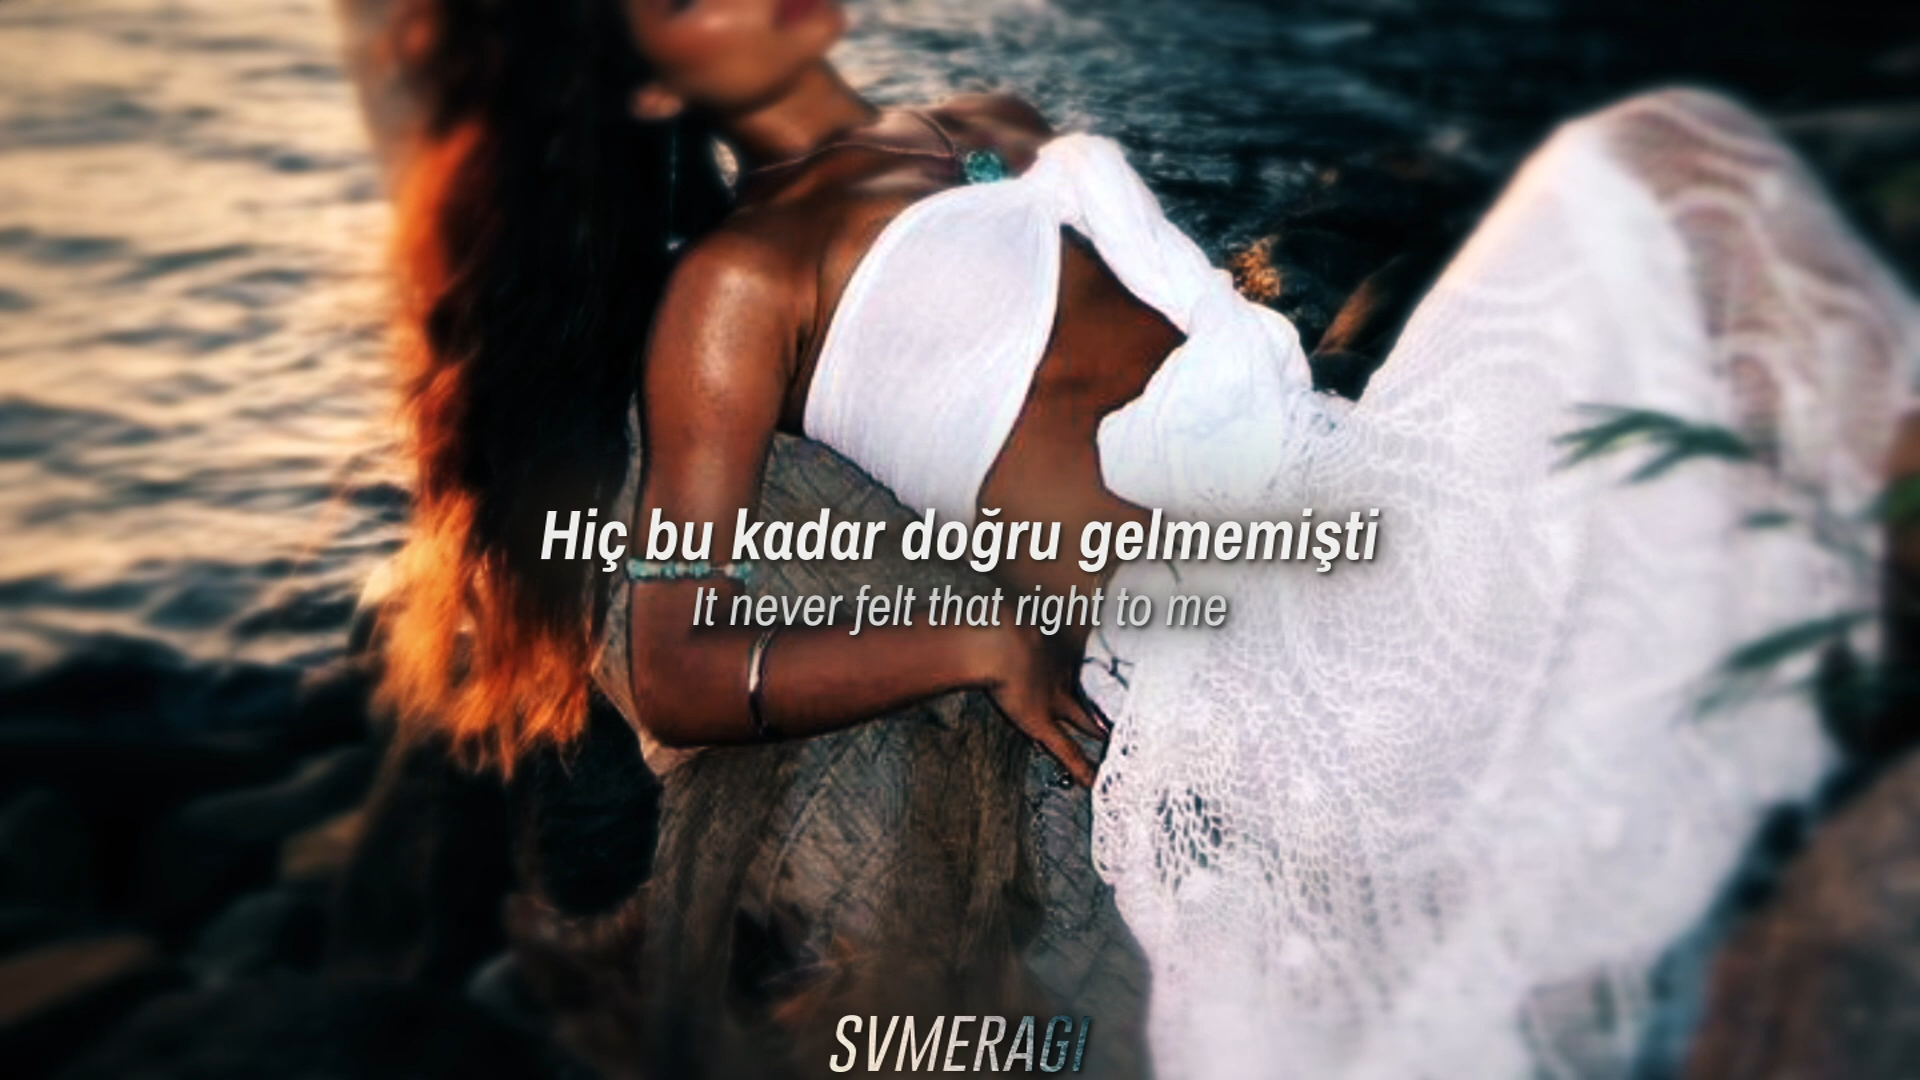 Hiç bu kadar doğru gelmemişti
It never felt that right to me
SVMERAGI